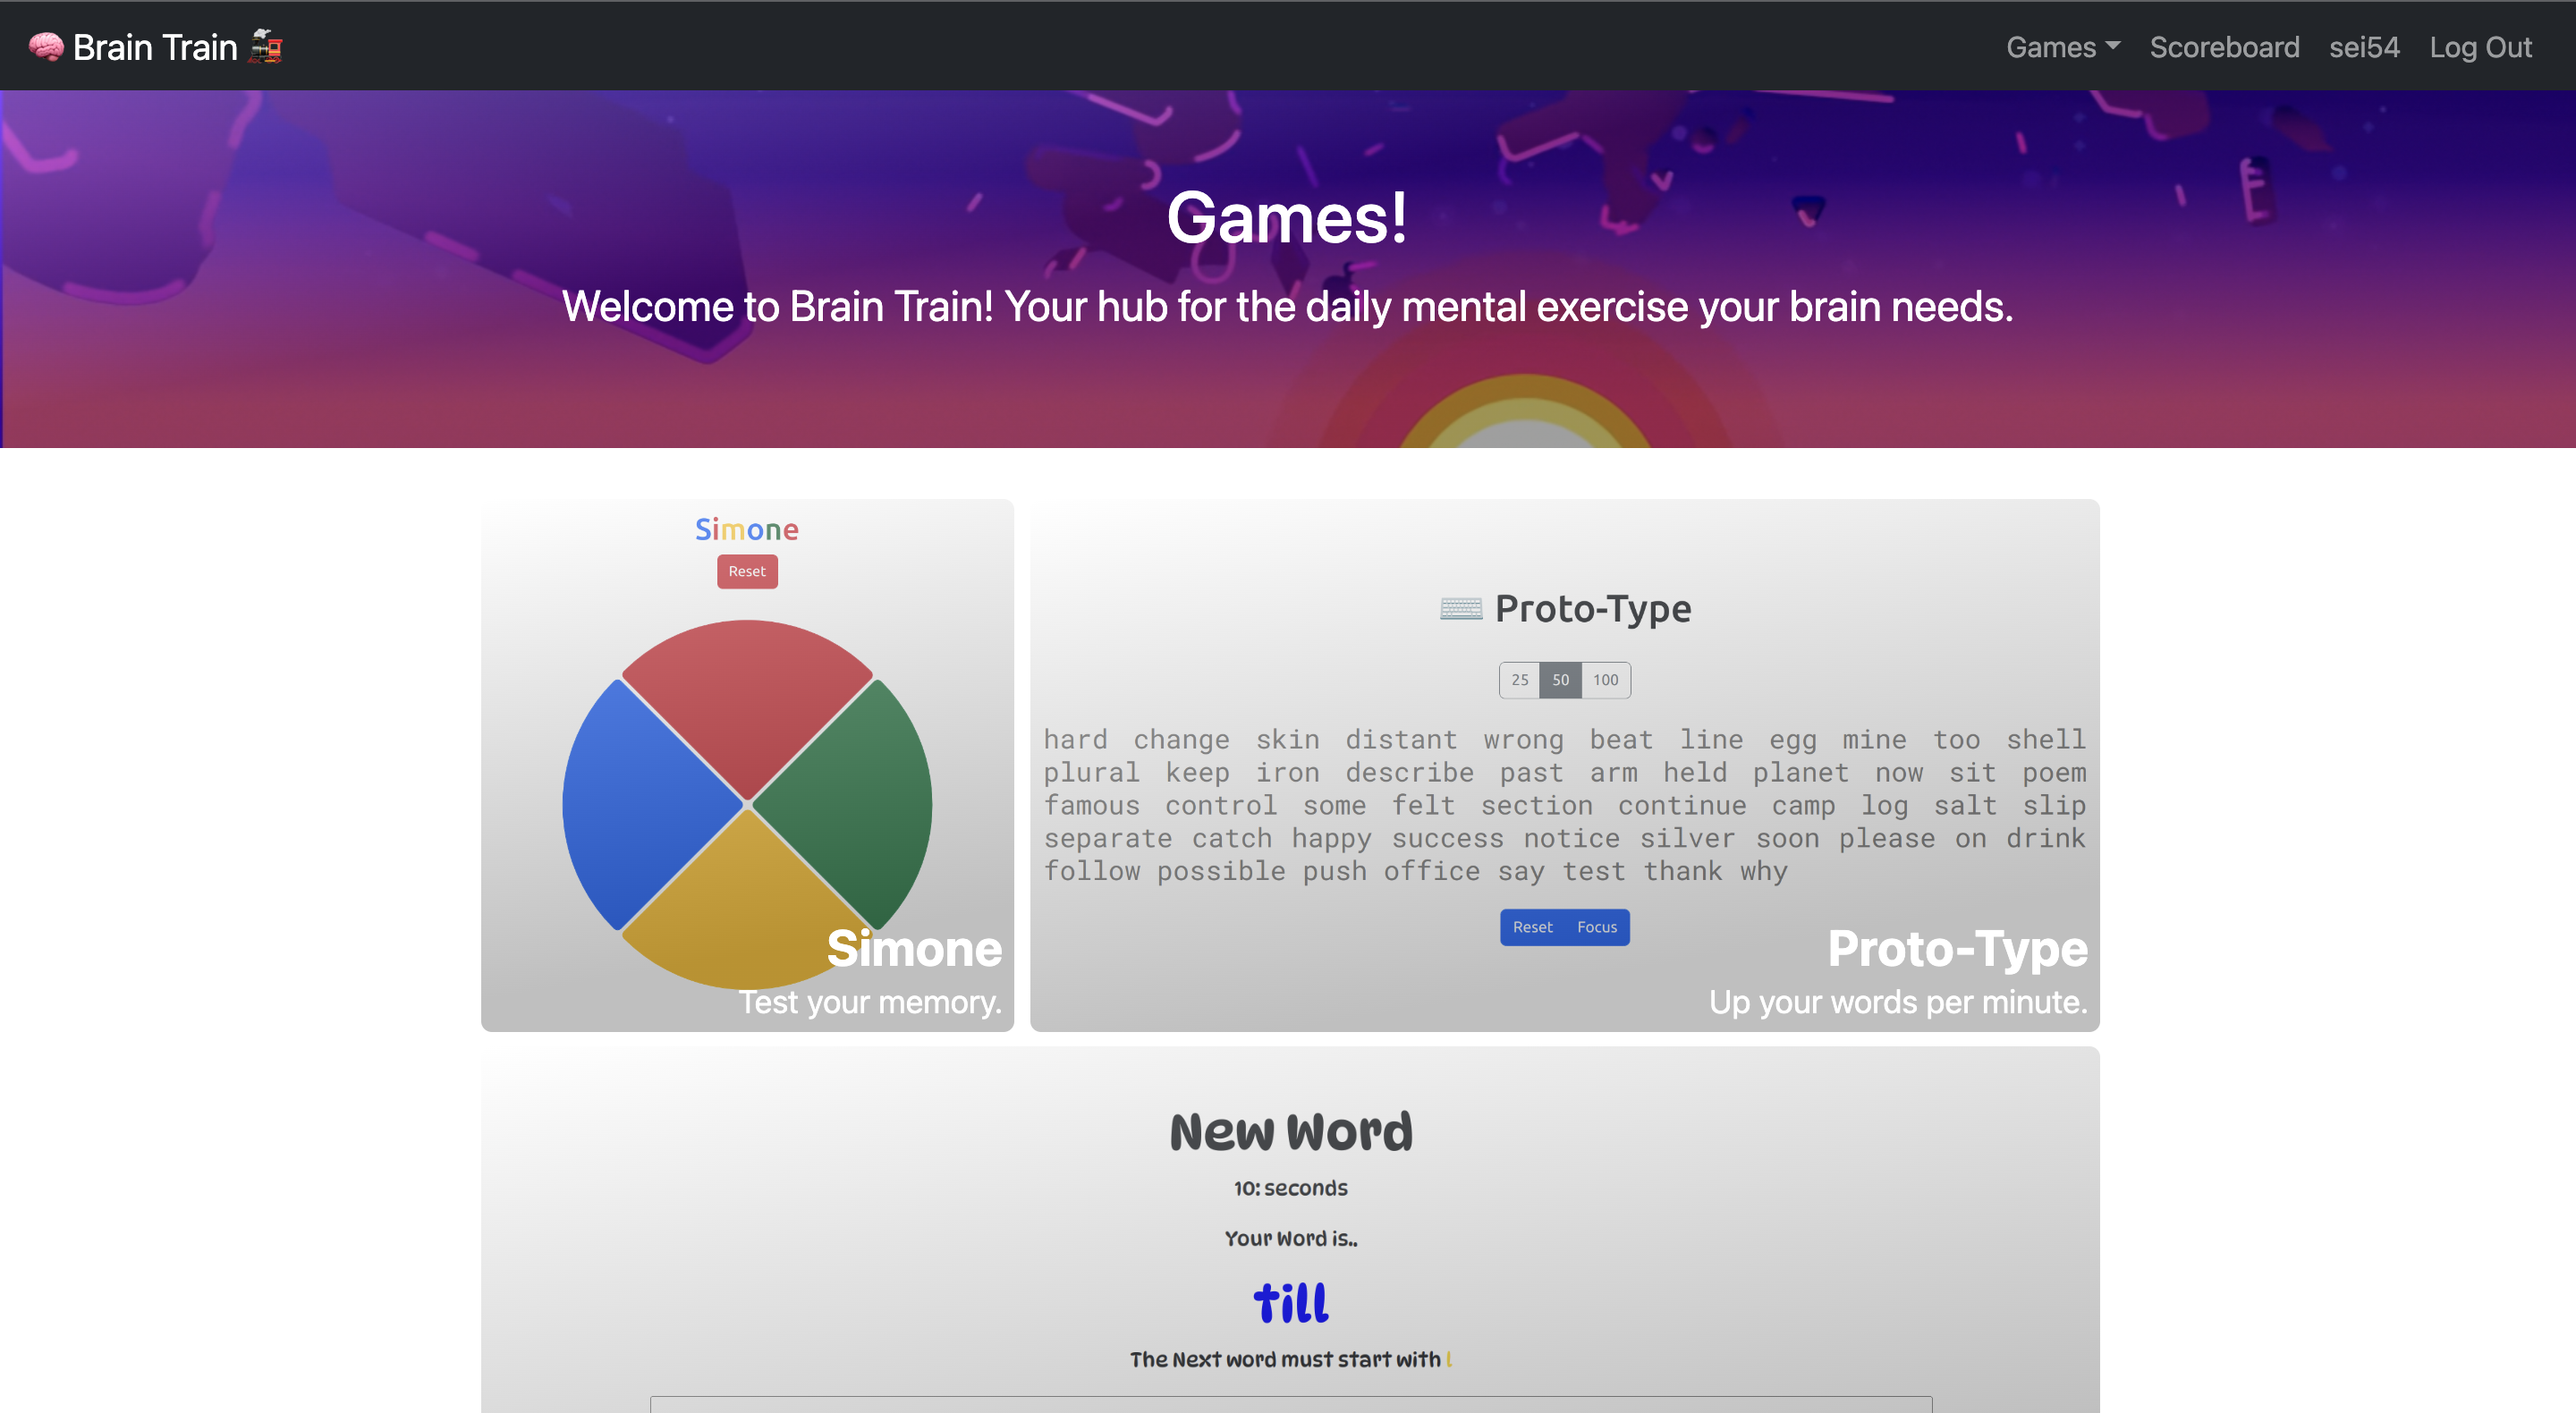 🧠 Brain Train 🚂
Games Scoreboard sei54 Log Out
Games!
Welcome to Brain Train! Your hub for the daily mental exercise your brain needs.
Simone
Reset
Simone
Test your memory.
⌨️ Proto-Type
25 50 100
hard change skin distant wrong beat line egg mine too shell
plural keep iron describe past arm held planet now sit poem
famous control some felt section continue camp log salt slip
separate catch happy success notice silver soon please on drink
follow possible push office say test thank why
Reset Focus
Proto-Type
Up your words per minute.
New Word
10: seconds
Your Word is..
till
The Next word must start with l